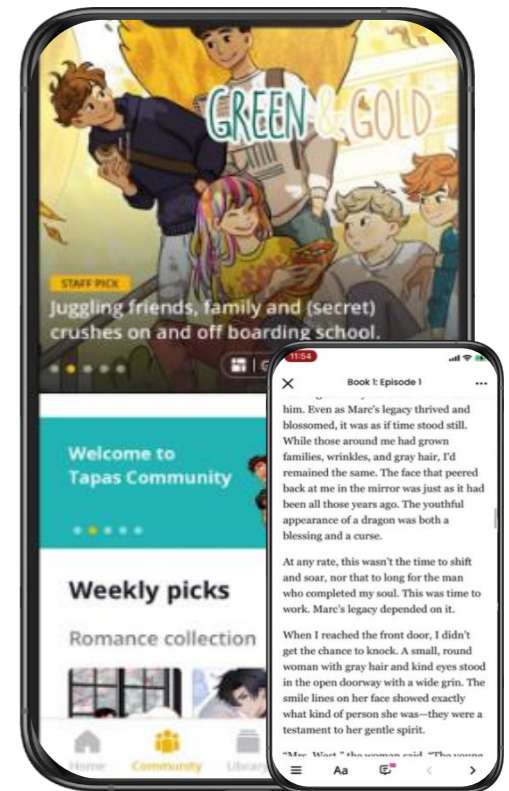 GREEN & GOLD
STAFF PICK
Juggling friends, family and (secret)
crushes on and off boarding school.
Welcome to
Tapas Community
Weekly picks
Romance collection
Home
Community
Library
11:54
Book 1: Episode 1
him. Even as Marc's legacy thrived and
blossomed, it was as if time stood still.
While those around me had grown
families, wrinkles, and gray hair, I'd
remained the same. The face that peered
back at me in the mirror was just as it had
been all those years ago. The youthful
appearance of a dragon was both a
blessing and a curse.
At any rate, this wasn't the time to shift
and soar, nor that to long for the man
who completed my soul. This was time to
work. Marc's legacy depended on it.
When I reached the front door, I didn't
get the chance to knock. A small, round
woman with gray hair and kind eyes stood
in the open doorway with a wide grin. The
smile lines on her face showed exactly
what kind of person she was—they were a
testament to her gentle spirit.
"Mrs. West," the woman said. "The young
Aa